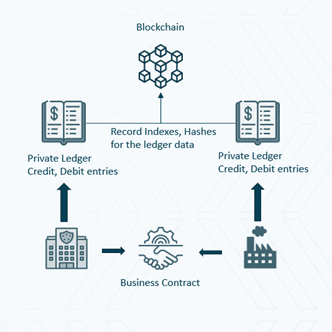 Blockchain
Record Indexes, Hashes
for the ledger data
Private Ledger
Credit, Debit entries
Private Ledger
Credit, Debit entries
Business Contract